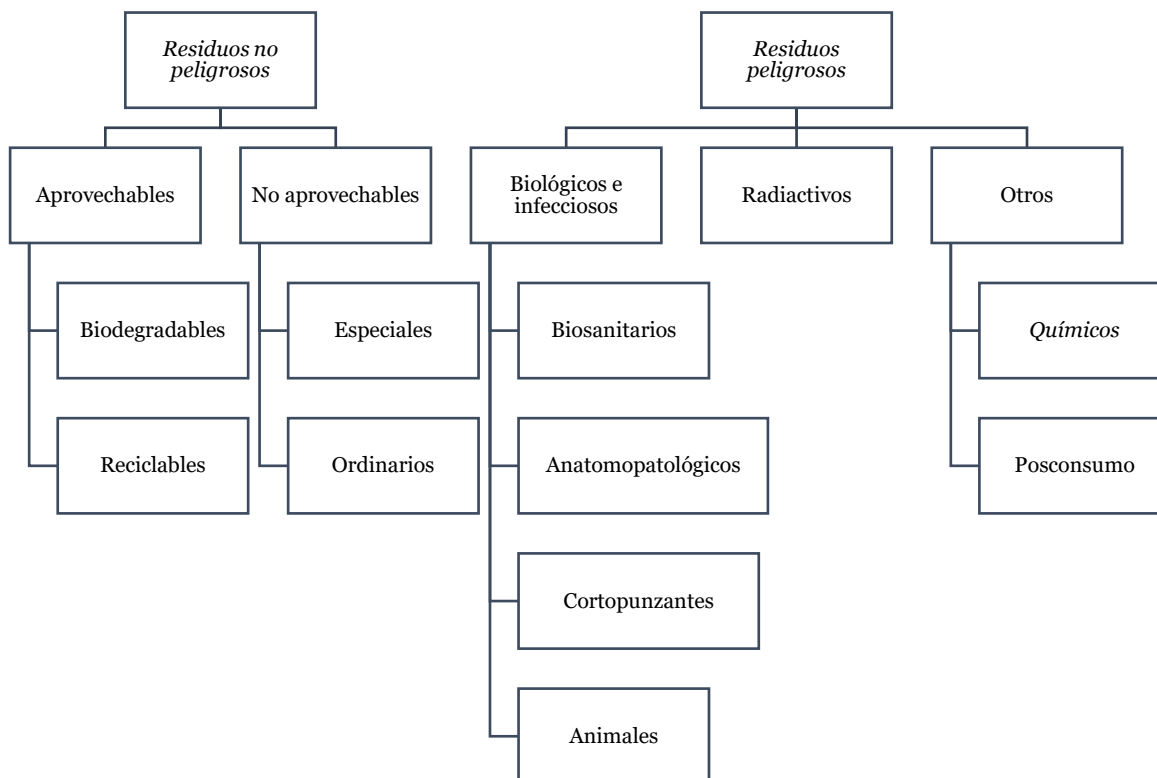 Residuos no
peligrosos
Residuos
peligrosos
Aprovechables
No aprovechables
Biológicos e
infecciosos
Radiactivos
Otros
Biodegradables
Especiales
Biosanitarios
Químicos
Reciclables
Ordinarios
Anatomopatológicos
Posconsumo
Cortopunzantes
Animales